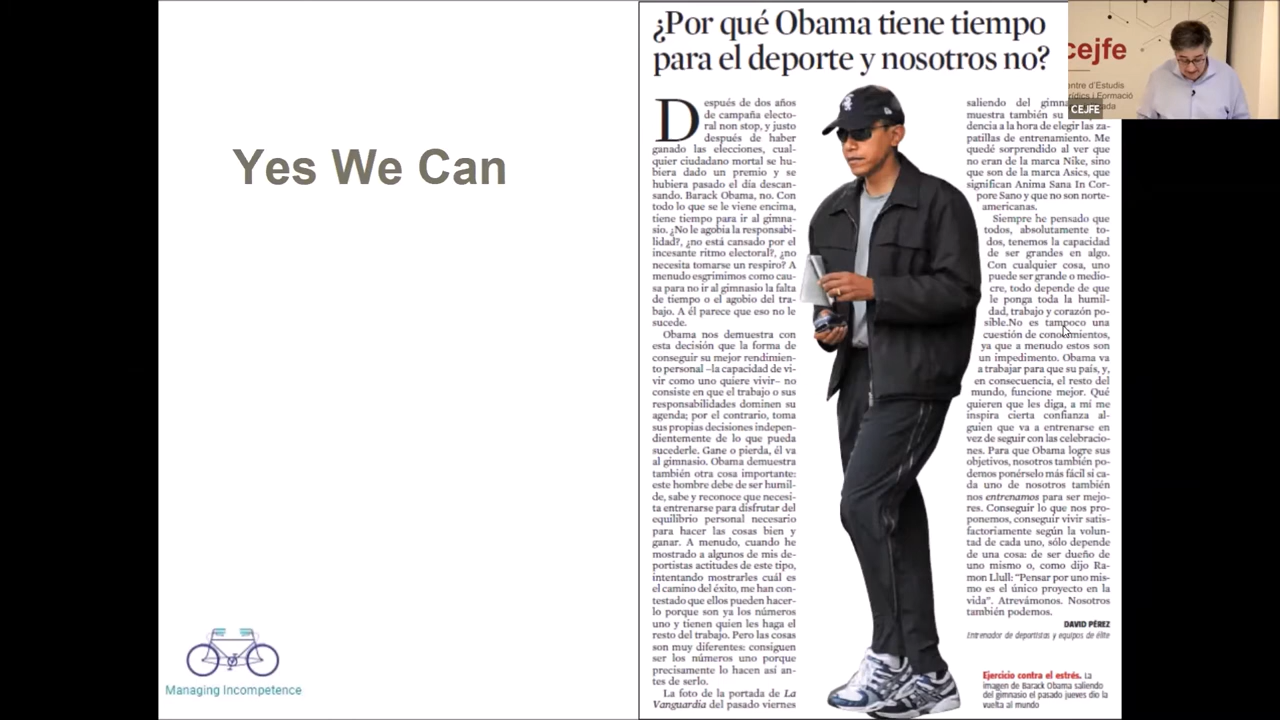 Yes We Can
Managing Incompetence
¿Por qué Obama tiene tiempo
para el deporte y nosotros no?
Después de dos años
de campaña electo-
ral non stop, y justo
después de haber
ganado las elecciones, cual-
quier ciudadano mortal se hu-
biera dado un premio y se
hubiera pasado el día descan-
sando. Barack Obama, no. Con
todo lo que se le viene encima,
tiene tiempo para ir al gimna-
sio. ¿No le agobia la responsabi-
lidad?, ¿no está cansado por el
incesante ritmo electoral?, ¿no
necesita tomarse un respiro? A
menudo esgrimimos como cau-
sa para no ir al gimnasio la falta
de tiempo o el agobio del tra-
bajo. A él parece que eso no le
sucede.
Obama nos demuestra con
esta decisión que la forma de
conseguir su mejor rendimien-
to personal –la capacidad de vi-
vir como uno quiere vivir– no
consiste en que el trabajo o sus
responsabilidades dominen su
agenda; por el contrario, toma
sus propias decisiones indepen-
dientemente de lo que pueda
sucederle. Gane o pierda, él va
al gimnasio. Obama demuestra
también otra cosa importante:
este hombre debe de ser humil-
de, sabe y reconoce que necesi-
ta entrenarse para disfrutar del
equilibrio personal necesario
para hacer las cosas bien y
ganar. A menudo, cuando he
mostrado a algunos de mis de-
portistas actitudes de este tipo,
intentando mostrarles cuál es
el camino del éxito, me han con-
testado que ellos pueden hacer-
lo porque son ya los números
uno y tienen quien les haga el
resto del trabajo. Pero las cosas
son muy diferentes: consiguen
ser los números uno porque
precisamente lo hacen así an-
tes de serlo.
La foto de la portada de La
Vanguardia del pasado viernes
saliendo del gimna
muestra también su
dencia a la hora de elegir las za-
patillas de entrenamiento. Me
quedé sorprendido al ver que
no eran de la marca Nike, sino
que son de la marca Asics, que
significan Anima Sana In Cor-
pore Sano y que no son norte-
americanas.
Siempre he pensado que
todos, absolutamente to-
dos, tenemos la capacidad
de ser grandes en algo.
Con cualquier cosa, uno
puede ser grande o medio-
cre, todo depende de que
le ponga toda la humil-
dad, trabajo y corazón po-
sible.No es tampoco una
cuestión de conocimientos,
ya que a menudo estos son
un impedimento. Obama va
a trabajar para que su país, y,
en consecuencia, el resto del
mundo, funcione mejor. Qué
quieren que les diga, a mí me
inspira cierta confianza al-
guien que va a entrenarse en
vez de seguir con las celebracio-
nes. Para que Obama logre sus
objetivos, nosotros también po-
demos ponérselo más fácil si ca-
da uno de nosotros también
nos entrenamos para ser mejo-
res. Conseguir lo que nos pro-
ponemos, conseguir vivir satis-
factoriamente según la volun-
tad de cada uno, sólo depende
de una cosa: de ser dueño de
uno mismo o, como dijo Ra-
mon Llull: “Pensar por uno mis-
mo es el único proyecto en la
vida”. Atrevámonos. Nosotros
también podemos.
DAVID PÉREZ
Entrenador de deportistas y equipos de élite
Ejercicio contra el estrés. La
imagen de Barack Obama saliendo
del gimnasio el pasado jueves dio la
vuelta al mundo
cejfe
entre d'Estudis
rídics i Formació
ada
CEJFE